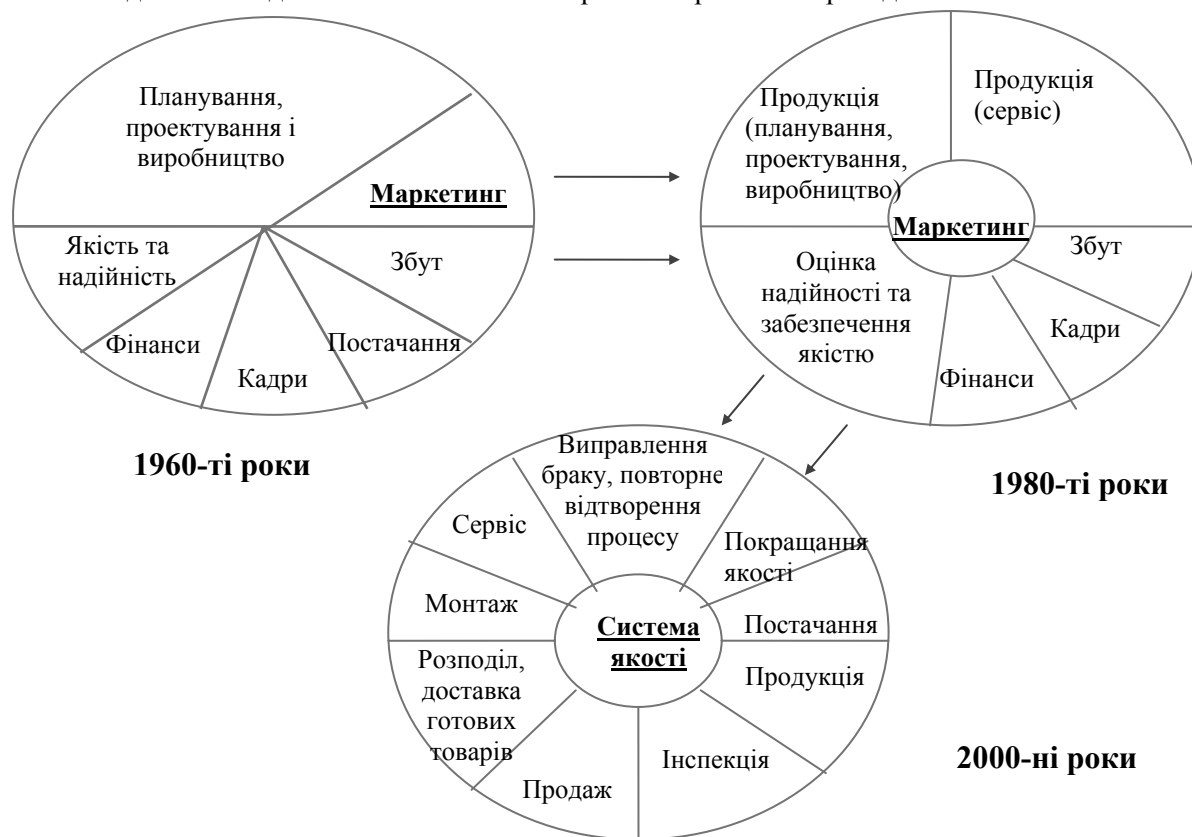 Планування,
проектування і
виробництво
Маркетинг
Якість та
надійність
Збут
Фінанси
Постачання
Кадри
1960-ті роки
Продукція
(планування,
проектування,
виробництво)
Продукція
(сервіс)
Маркетинг
Збут
Оцінка
надійності та
забезпечення
якістю
Кадри
Фінанси
1980-ті роки
Виправлення
браку, повторне
відтворення
процесу
Сервіс
Покращання
якості
Монтаж
Система
якості
Постачання
Розподіл,
доставка
готових
товарів
Продукція
Інспекція
Продаж
2000-ні роки